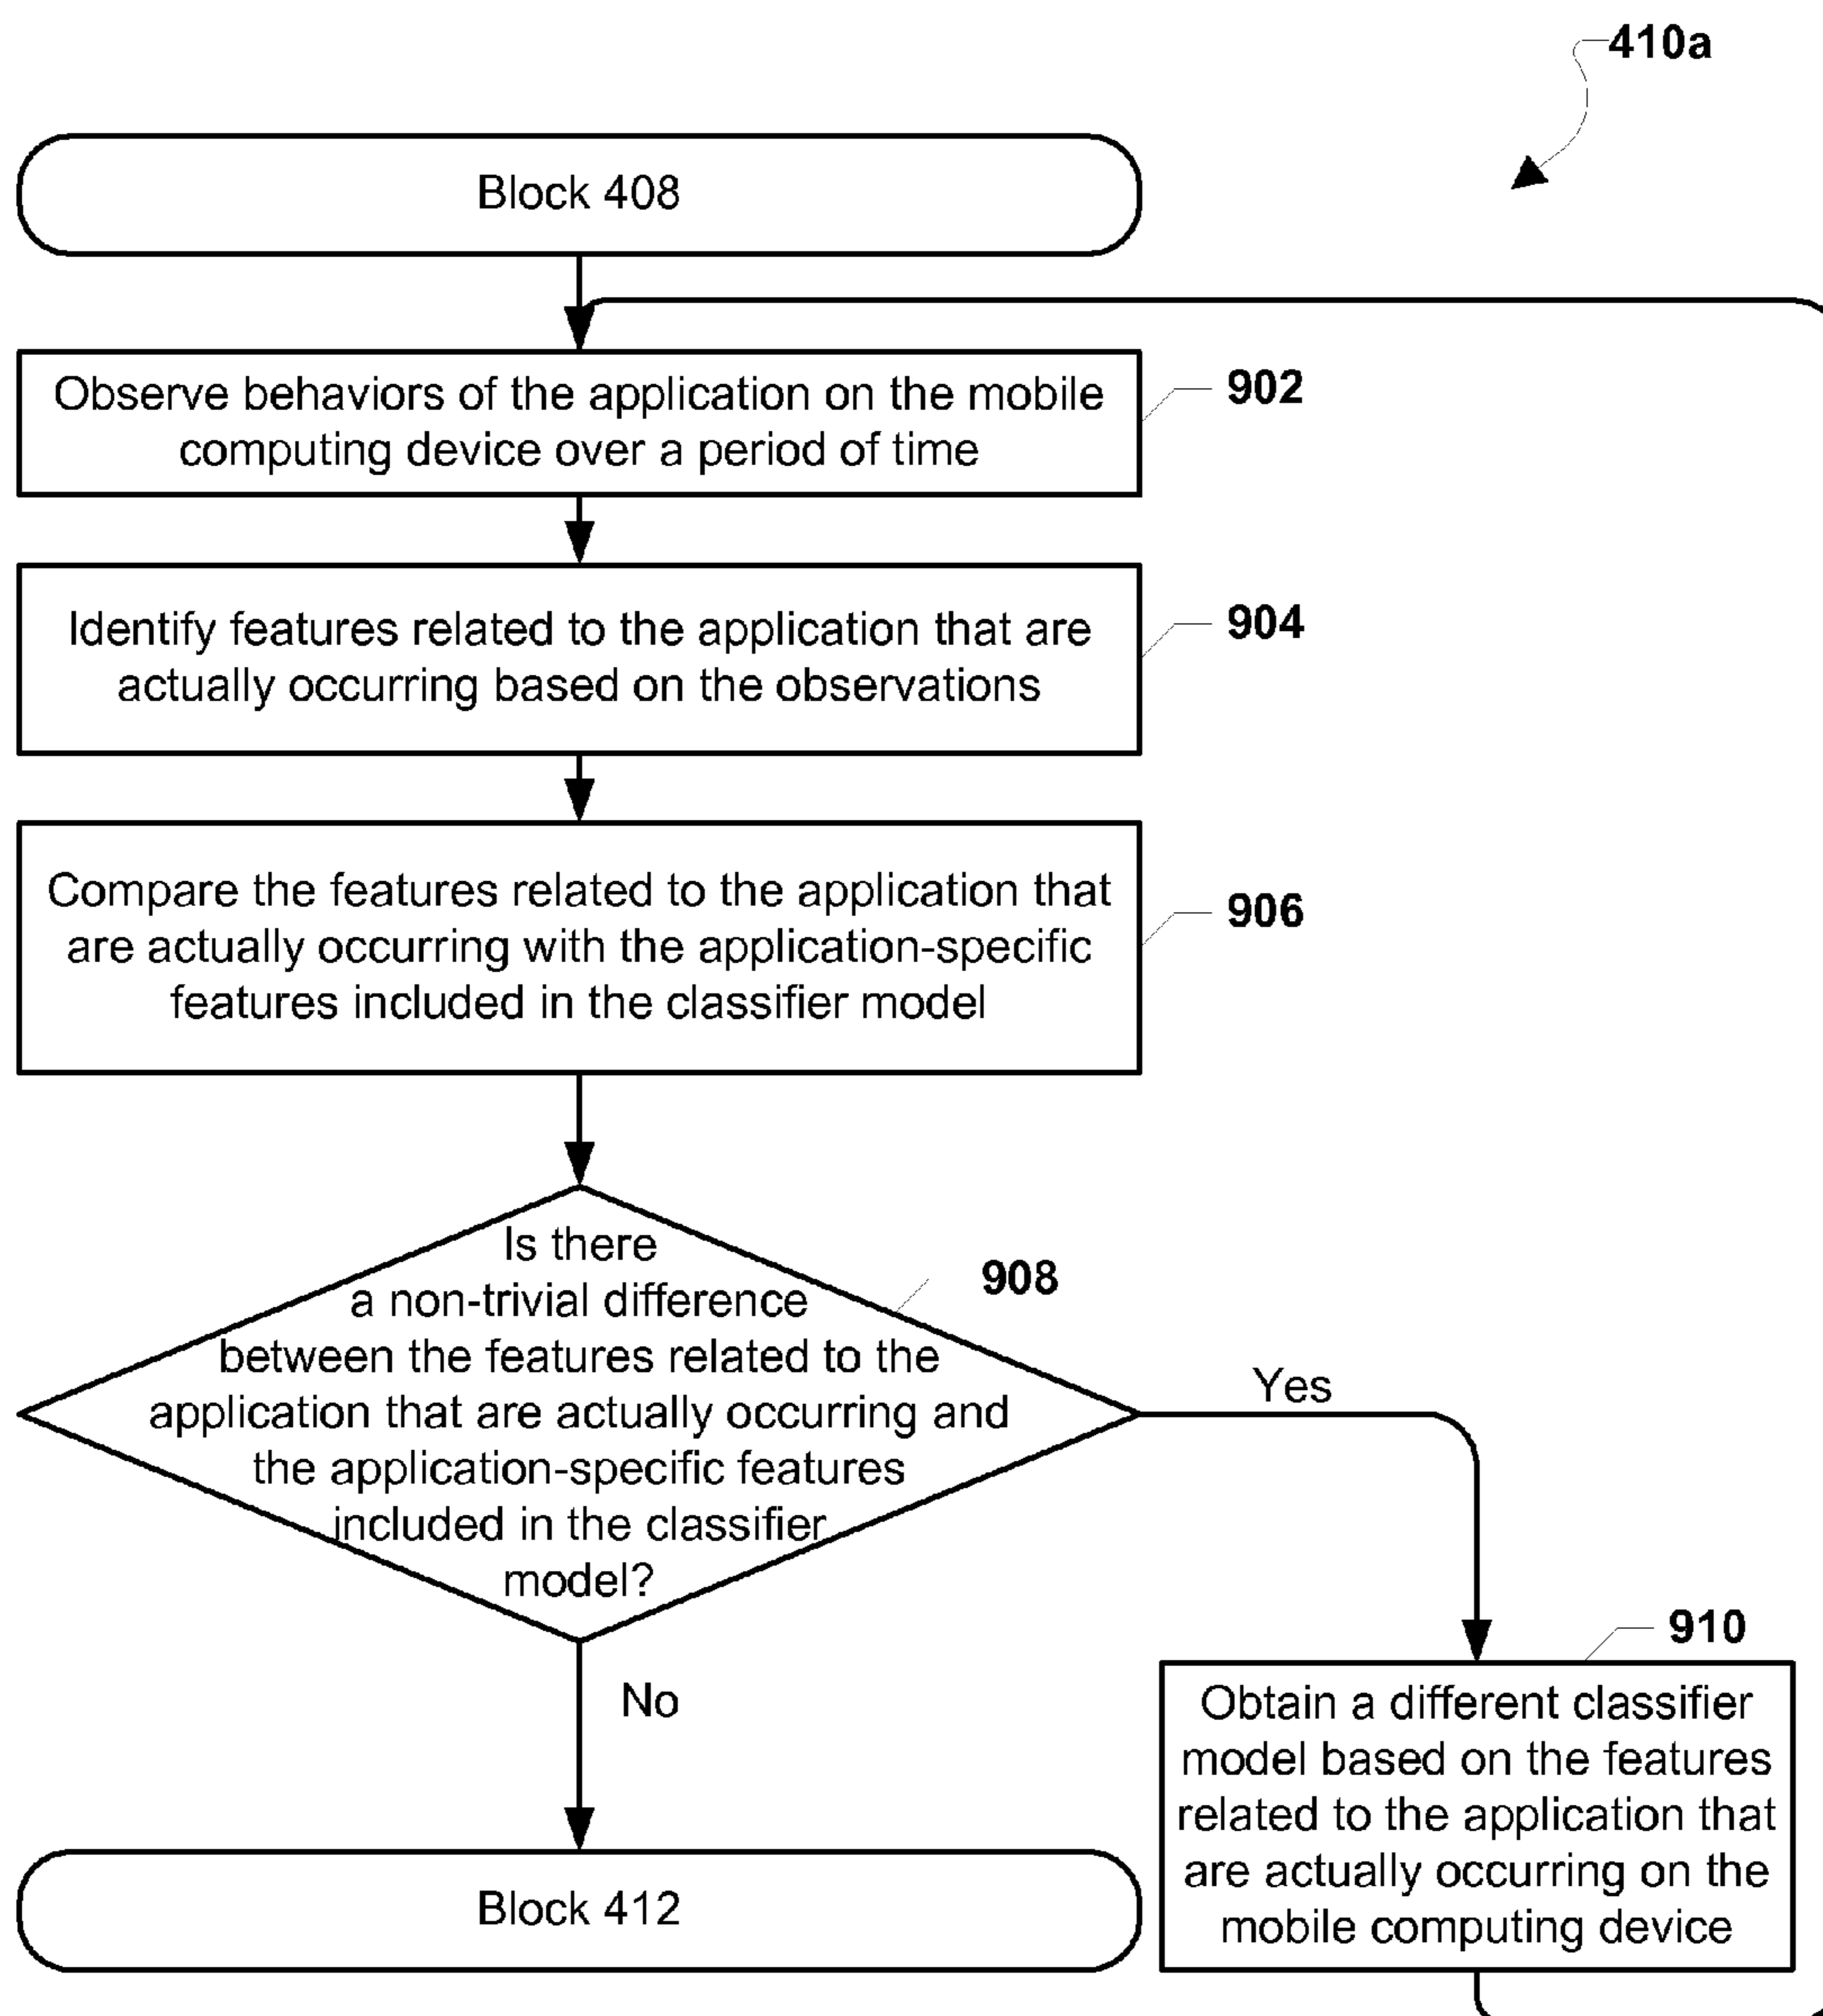 410a
Block 408
Observe behaviors of the application on the mobile
computing device over a period of time
902
Identify features related to the application that are
actually occurring based on the observations
904
Compare the features related to the application that
are actually occurring with the application-specific
features included in the classifier model
906
Is there
a non-trivial difference
between the features related to the
application that are actually occurring and
the application-specific features
included in the classifier
model?
908
Yes
No
910
Obtain a different classifier
model based on the features
related to the application that
are actually occurring on the
mobile computing device
Block 412